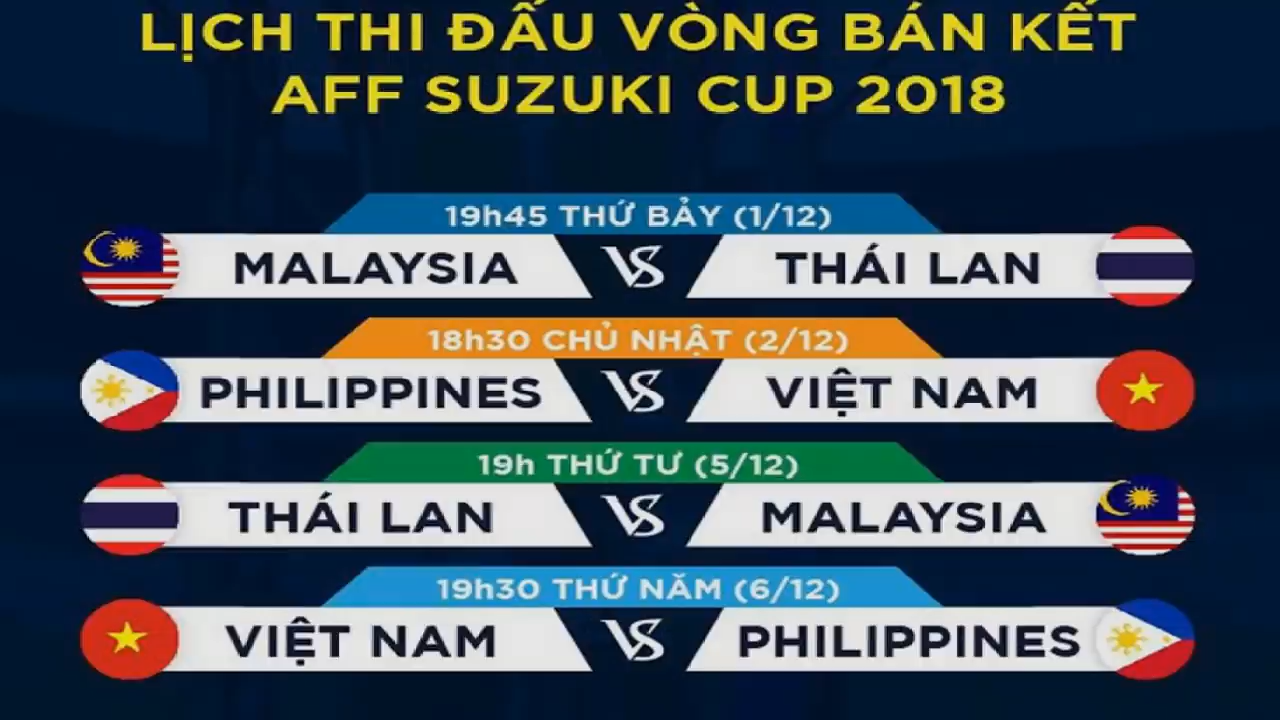 LỊCH THI ĐẤU VÒNG BÁN KẾT
AFF SUZUKI CUP 2018
19h45 THỨ BẢY (1/12)
MALAYSIA VS THÁI LAN
18h30 CHỦ NHẬT (2/12)
PHILIPPINES VS VIỆT NAM
19h THỨ TƯ (5/12)
THÁI LAN VS MALAYSIA
19h30 THỨ NĂM (6/12)
VIỆT NAM VS PHILIPPINES